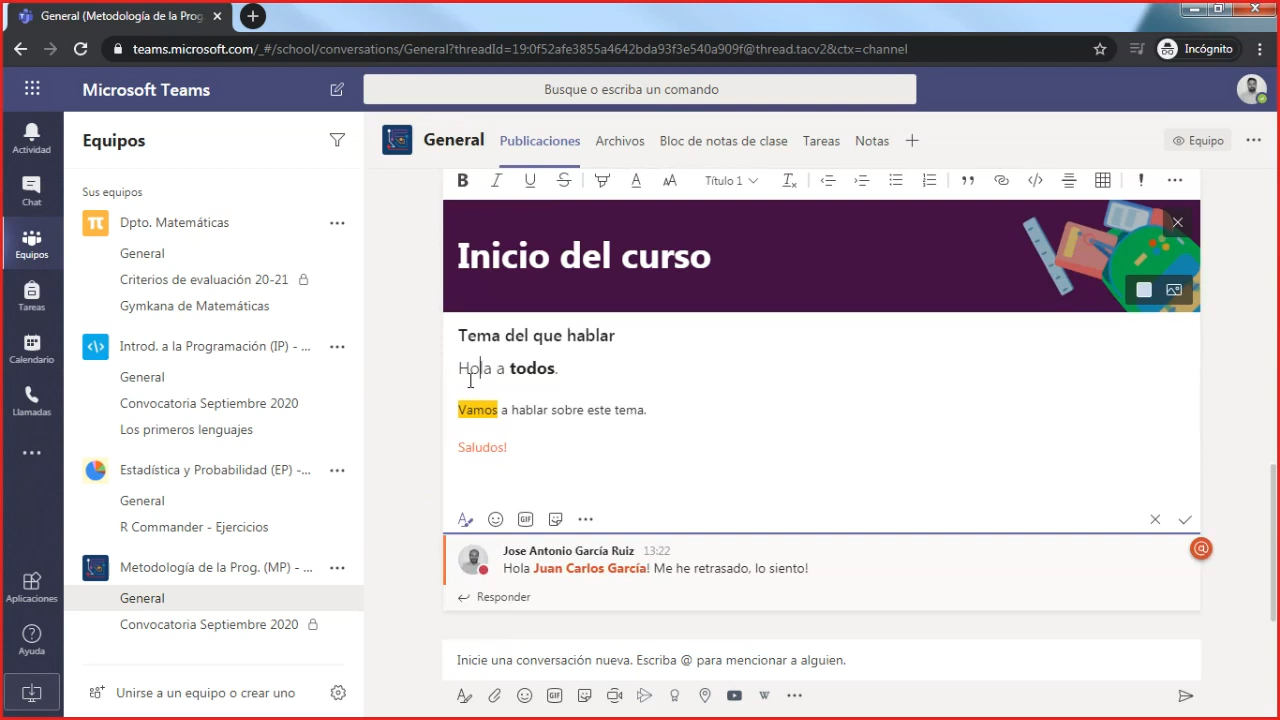 General (Metodología de la Prog
teams.microsoft.com/_#/school/conversations/General?threadId=19:0f52afe3855a4642bda93f3e540a909f@thread.tacv2&ctx=channel
Incógnito
Microsoft Teams
Busque o escriba un comando
Actividad
Chat
Equipos
Tareas
Calendario
Llamadas
Aplicaciones
Ayuda
Equipos
Sus equipos
Dpto. Matemáticas
General
Criterios de evaluación 20-21
Gymkana de Matemáticas
Introd. a la Programación (IP) - ...
General
Convocatoria Septiembre 2020
Los primeros lenguajes
Estadística y Probabilidad (EP) -...
General
R Commander - Ejercicios
Metodología de la Prog. (MP) - ...
General
Convocatoria Septiembre 2020
Unirse a un equipo o crear uno
General Publicaciones Archivos Bloc de notas de clase Tareas Notas
Equipo
B I U S A AA Título 1
Inicio del curso
Tema del que hablar
Hola a todos.
Vamos a hablar sobre este tema.
Saludos!
GIF
Jose Antonio García Ruiz 13:22
Hola Juan Carlos García! Me he retrasado, lo siento!
@
Responder
Inicie una conversación nueva. Escriba @ para mencionar a alguien.
GIF
W